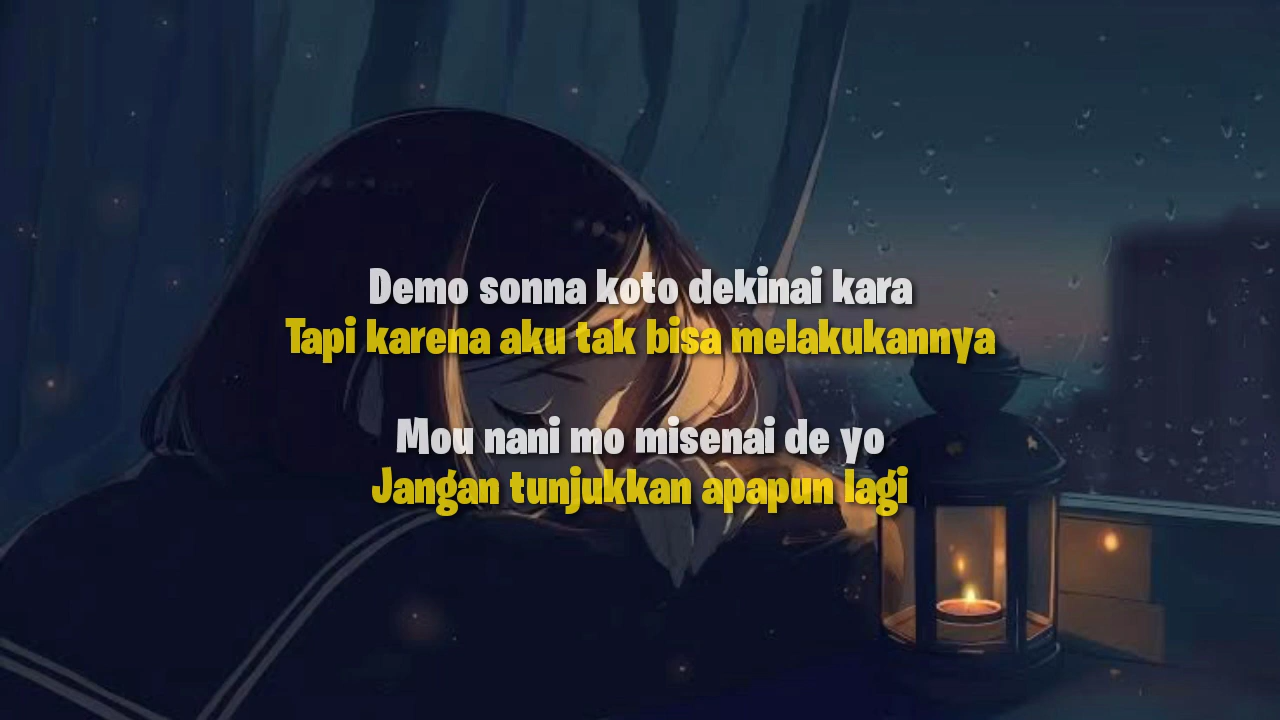 Demo sonna koto dekinai kara
Tapi karena aku tak bisa melakukannya
Mou nani mo misenai de yo
Jangan tunjukkan apapun lagi